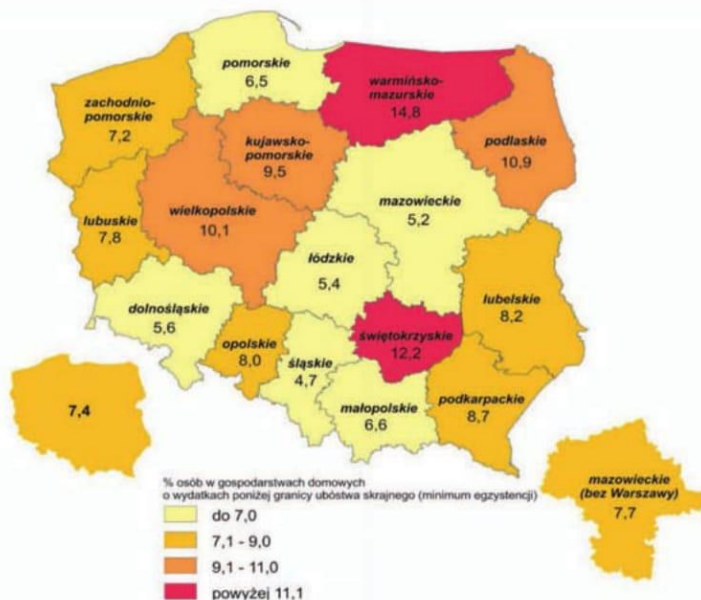 pomorskie
6,5
warmińsko-
mazurskie
14,8
zachodnio-
pomorskie
7,2
kujawsko-
pomorskie
9,5
podlaskie
10,9
mazowieckie
5,2
wielkopolskie
10,1
lubuskie
7,8
łódzkie
5,4
lubelskie
8,2
dolnośląskie
5,6
opolskie
8,0
świętokrzyskie
12,2
śląskie
4,7
małopolskie
6,6
podkarpackie
8,7
7,4
mazowieckie
(bez Warszawy)
7,7
% osób w gospodarstwach domowych
o wydatkach poniżej granicy ubóstwa skrajnego (minimum egzystencji)
do 7,0
7,1 - 9,0
9,1 - 11,0
powyżej 11,1